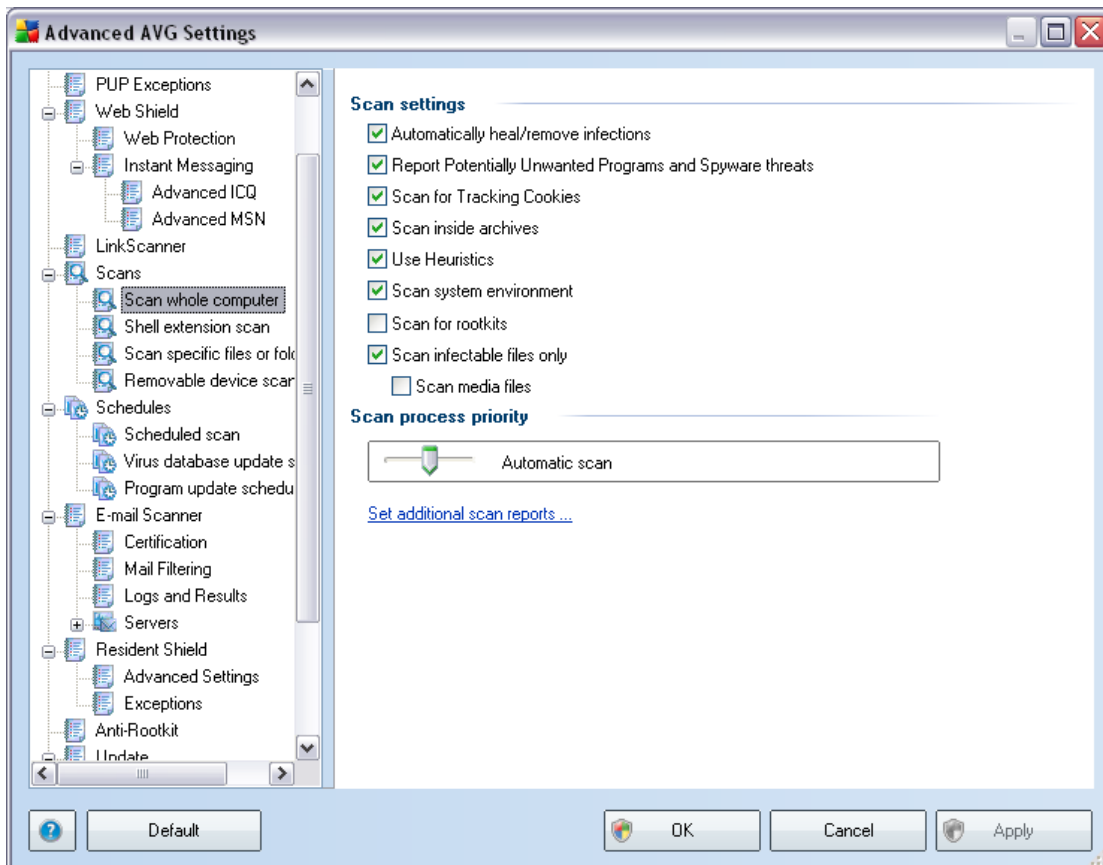 Advanced AVG Settings
PUP Exceptions
Web Shield
Web Protection
Instant Messaging
Advanced ICQ
Advanced MSN
LinkScanner
Scans
Scan whole computer
Shell extension scan
Scan specific files or fold
Removable device scan
Schedules
Scheduled scan
Virus database update s
Program update schedu
E-mail Scanner
Certification
Mail Filtering
Logs and Results
Servers
Resident Shield
Advanced Settings
Exceptions
Anti-Rootkit
Update
Scan settings
Automatically heal/remove infections
Report Potentially Unwanted Programs and Spyware threats
Scan for Tracking Cookies
Scan inside archives
Use Heuristics
Scan system environment
Scan for rootkits
Scan infectable files only
Scan media files
Scan process priority
Automatic scan
Set additional scan reports ...
Default
OK
Cancel
Apply